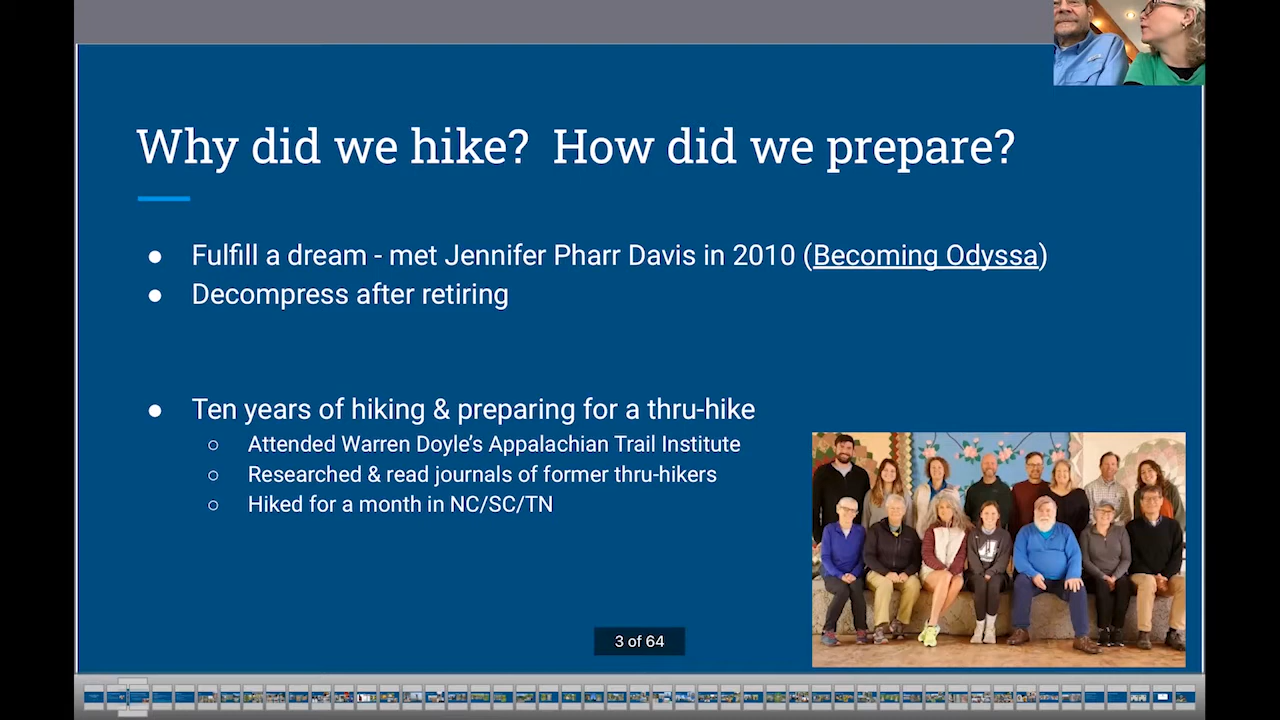 Why did we hike?  How did we prepare?
● Fulfill a dream - met Jennifer Pharr Davis in 2010 (Becoming Odyssa)
● Decompress after retiring
● Ten years of hiking & preparing for a thru-hike
○ Attended Warren Doyle’s Appalachian Trail Institute
○ Researched & read journals of former thru-hikers
○ Hiked for a month in NC/SC/TN
3 of 64